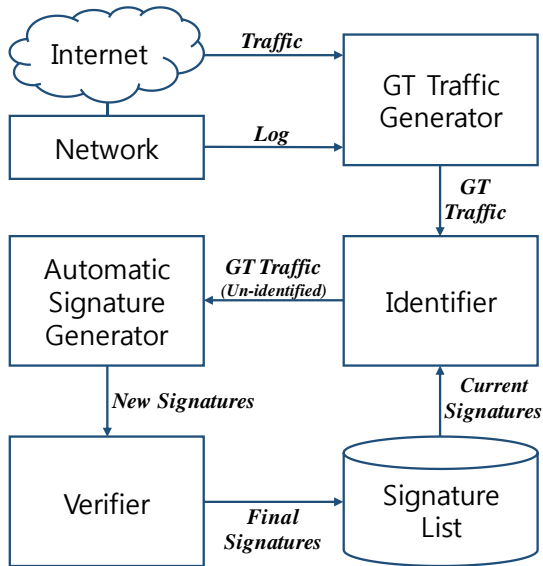 Internet
Traffic
GT Traffic
Generator
Network
Log
GT
Traffic
Automatic
Signature
Generator
GT Traffic
(Un-identified)
Identifier
New Signatures
Current
Signatures
Verifier
Final
Signatures
Signature
List